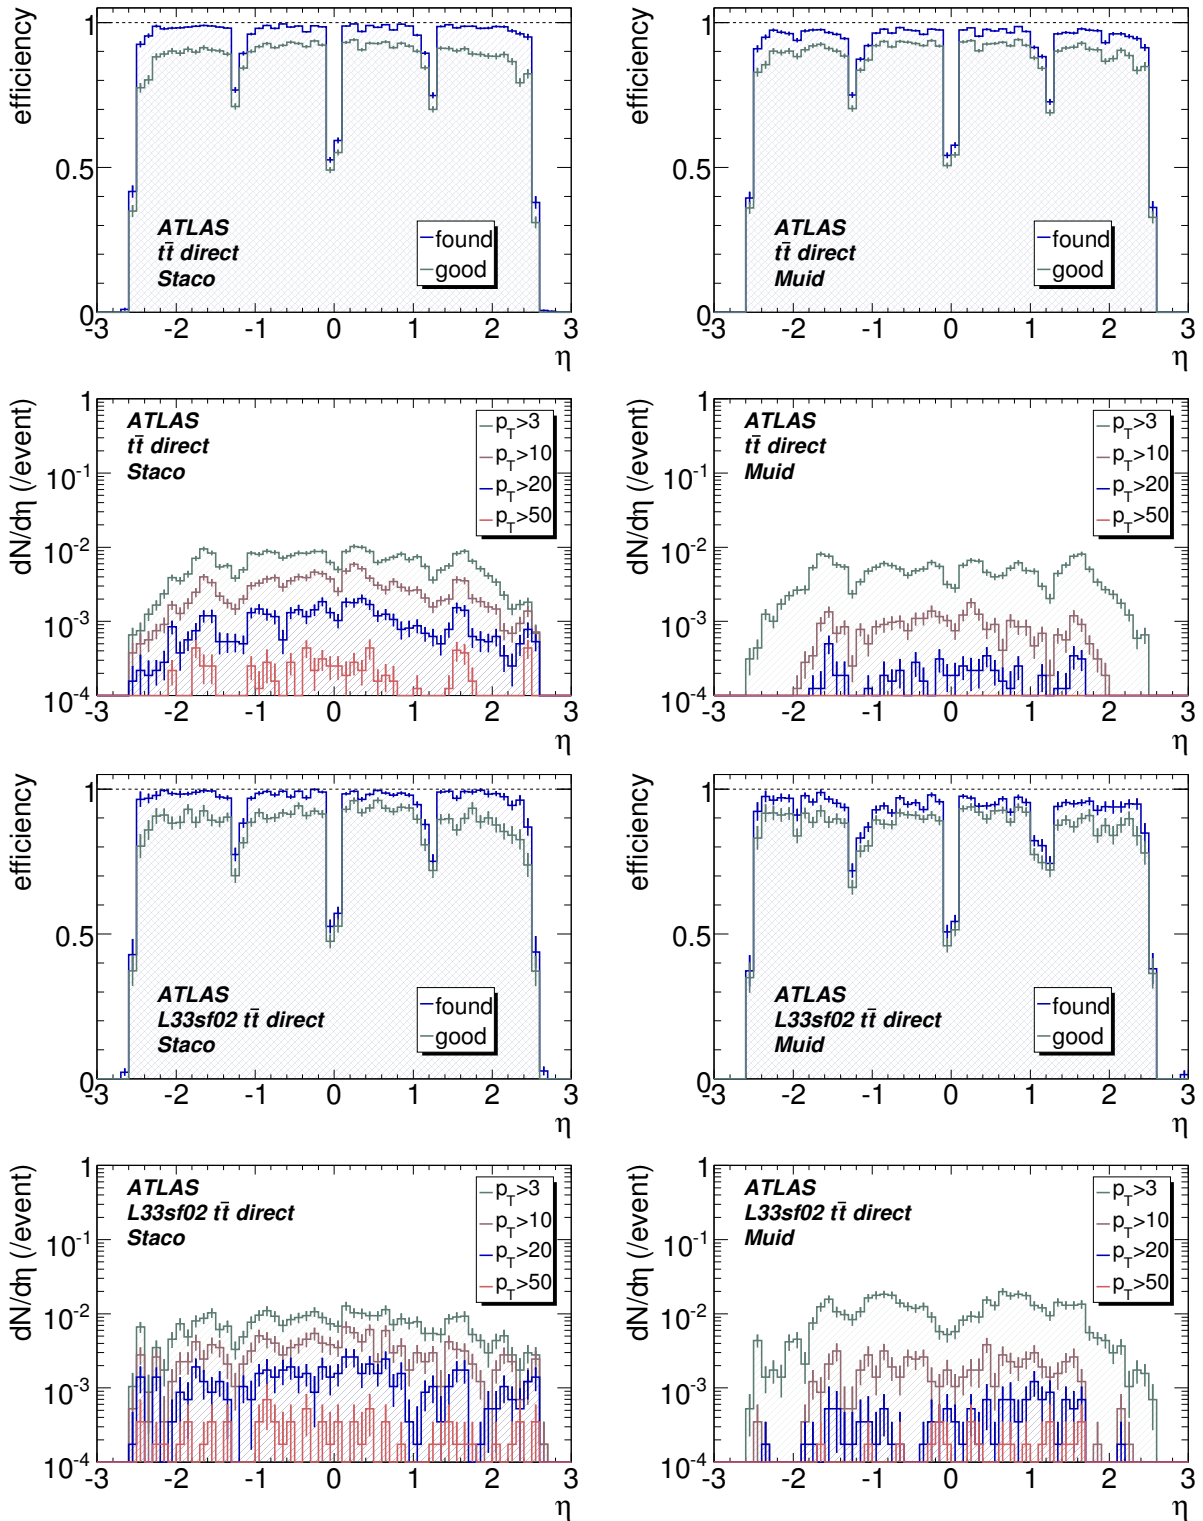 efficiency
1
0.5
0
ATLAS
tt̄ direct
Staco
found
good
-3 -2 -1 0 1 2 3
η
efficiency
1
0.5
0
ATLAS
tt̄ direct
Muid
found
good
-3 -2 -1 0 1 2 3
η
dN/dη (/event)
1
10⁻¹
10⁻²
10⁻³
10⁻⁴
ATLAS
tt̄ direct
Staco
p_T>3
p_T>10
p_T>20
p_T>50
-3 -2 -1 0 1 2 3
η
dN/dη (/event)
1
10⁻¹
10⁻²
10⁻³
10⁻⁴
ATLAS
tt̄ direct
Muid
p_T>3
p_T>10
p_T>20
p_T>50
-3 -2 -1 0 1 2 3
η
efficiency
1
0.5
0
ATLAS
L33sf02 tt̄ direct
Staco
found
good
-3 -2 -1 0 1 2 3
η
efficiency
1
0.5
0
ATLAS
L33sf02 tt̄ direct
Muid
found
good
-3 -2 -1 0 1 2 3
η
dN/dη (/event)
1
10⁻¹
10⁻²
10⁻³
10⁻⁴
ATLAS
L33sf02 tt̄ direct
Staco
p_T>3
p_T>10
p_T>20
p_T>50
-3 -2 -1 0 1 2 3
η
dN/dη (/event)
1
10⁻¹
10⁻²
10⁻³
10⁻⁴
ATLAS
L33sf02 tt̄ direct
Muid
p_T>3
p_T>10
p_T>20
p_T>50
-3 -2 -1 0 1 2 3
η